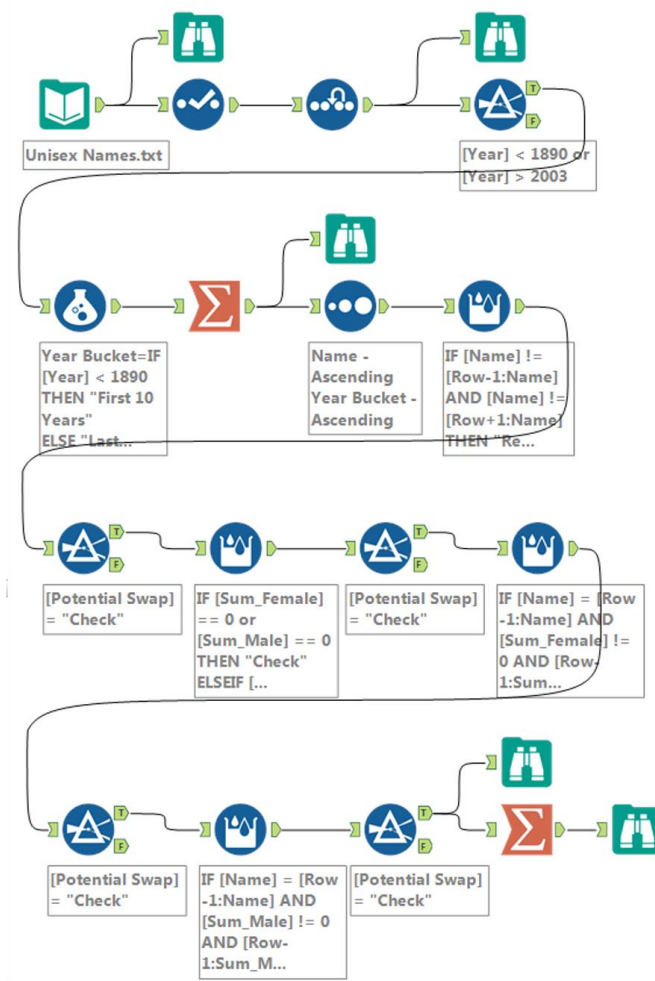 T
F
Unisex Names.txt
[Year] < 1890 or
[Year] > 2003
Year Bucket=IF
[Year] < 1890
THEN "First 10
Years"
ELSE "Last...
Name -
Ascending
Year Bucket -
Ascending
IF [Name] !=
[Row-1:Name]
AND [Name] !=
[Row+1:Name]
THEN "Re...
T
F
T
F
[Potential Swap]
= "Check"
IF [Sum_Female]
== 0 or
[Sum_Male] == 0
THEN "Check"
ELSEIF [...
[Potential Swap]
= "Check"
IF [Name] = [Row
-1:Name] AND
[Sum_Female] !=
0 AND [Row-
1:Sum...
T
F
T
F
[Potential Swap]
= "Check"
IF [Name] = [Row
-1:Name] AND
[Sum_Male] != 0
AND [Row-
1:Sum_M...
[Potential Swap]
= "Check"